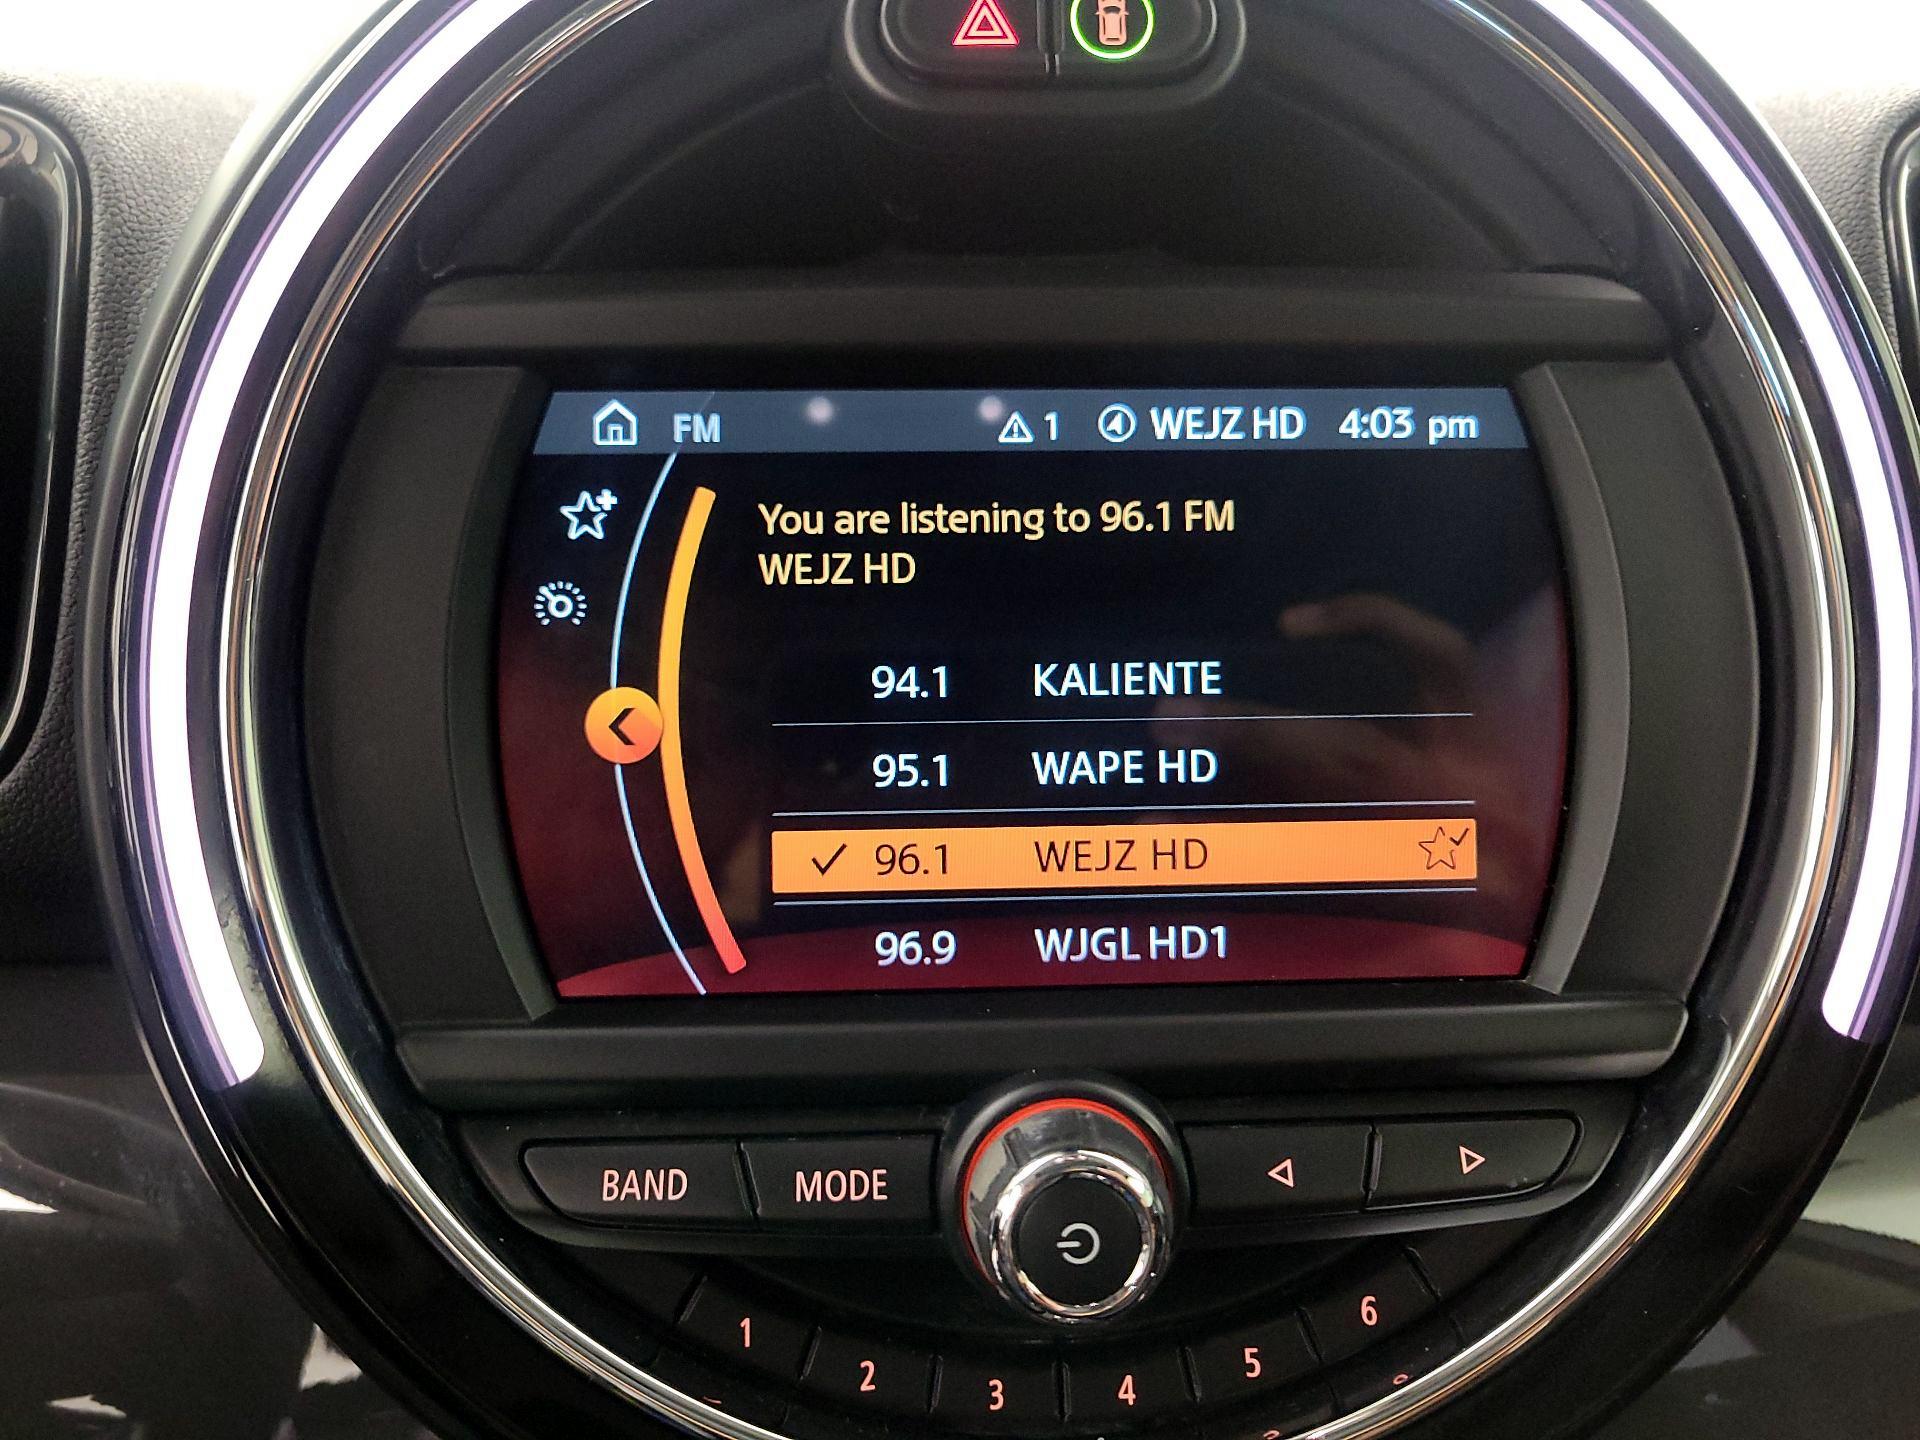 FM 1 WEJZ HD 4:03 pm
You are listening to 96.1 FM
WEJZ HD
94.1 KALIENTE
95.1 WAPE HD
96.1 WEJZ HD
96.9 WJGL HD1
BAND MODE
1 2 3 4 5 6